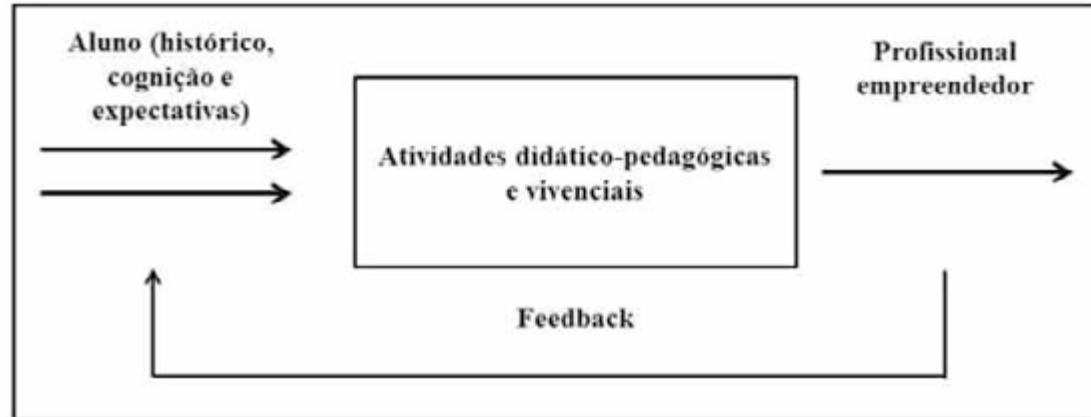 Aluno (histórico,
cognição e
expectativas)
Atividades didático-pedagógicas
e vivenciais
Profissional
empreendedor
Feedback